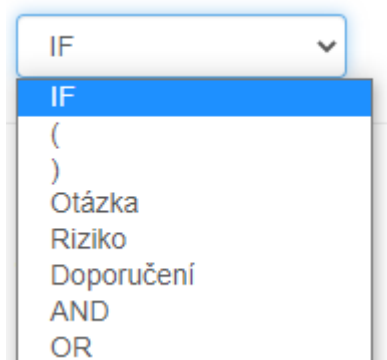 IF
IF
(
)
Otázka
Riziko
Doporučení
AND
OR